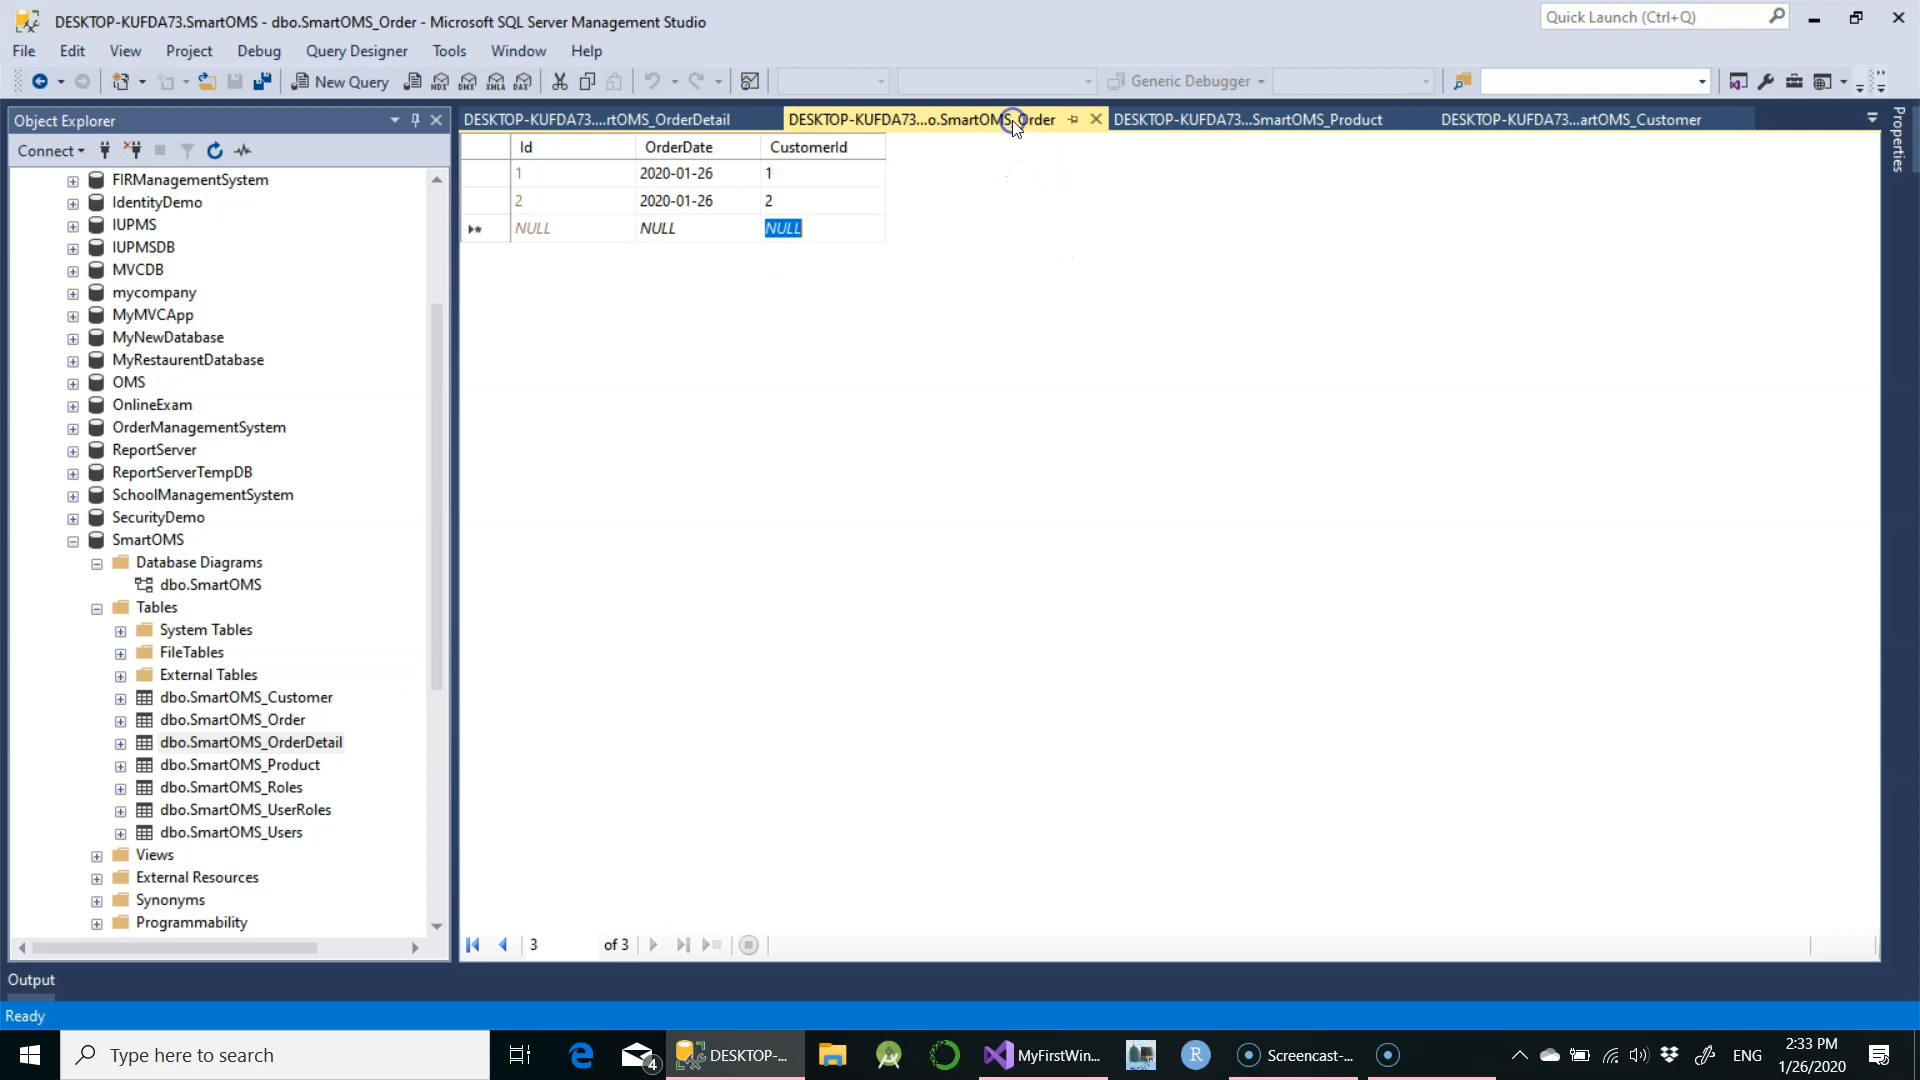 DESKTOP-KUFDA73.SmartOMS - dbo.SmartOMS_Order - Microsoft SQL Server Management Studio
Quick Launch (Ctrl+Q)
File Edit View Project Debug Query Designer Tools Window Help
New Query MDX DMX XMLA DAX Generic Debugger
Object Explorer
DESKTOP-KUFDA73....rtOMS_OrderDetail
DESKTOP-KUFDA73...o.SmartOMS_Order
DESKTOP-KUFDA73...SmartOMS_Product
DESKTOP-KUFDA73...artOMS_Customer
Properties
Connect
FIRManagementSystem
IdentityDemo
IUPMS
IUPMSDB
MVCDB
mycompany
MyMVCApp
MyNewDatabase
MyRestaurentDatabase
OMS
OnlineExam
OrderManagementSystem
ReportServer
ReportServerTempDB
SchoolManagementSystem
SecurityDemo
SmartOMS
Database Diagrams
dbo.SmartOMS
Tables
System Tables
FileTables
External Tables
dbo.SmartOMS_Customer
dbo.SmartOMS_Order
dbo.SmartOMS_OrderDetail
dbo.SmartOMS_Product
dbo.SmartOMS_Roles
dbo.SmartOMS_UserRoles
dbo.SmartOMS_Users
Views
External Resources
Synonyms
Programmability
Id OrderDate CustomerId
1 2020-01-26 1
2 2020-01-26 2
NULL NULL NULL
3 of 3
Output
Ready
Type here to search
4
DESKTOP-...
MyFirstWin...
R
Screencast-...
ENG
2:33 PM
1/26/2020